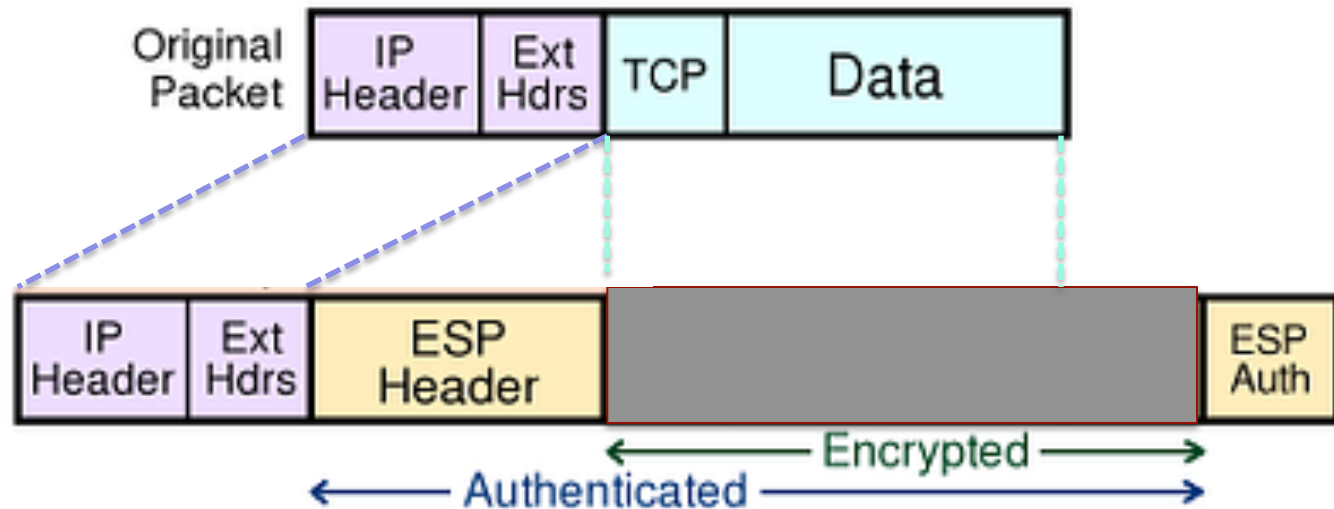 Original
Packet
IP
Header
Ext
Hdrs
TCP
Data
IP
Header
Ext
Hdrs
ESP
Header
ESP
Auth
Encrypted
Authenticated